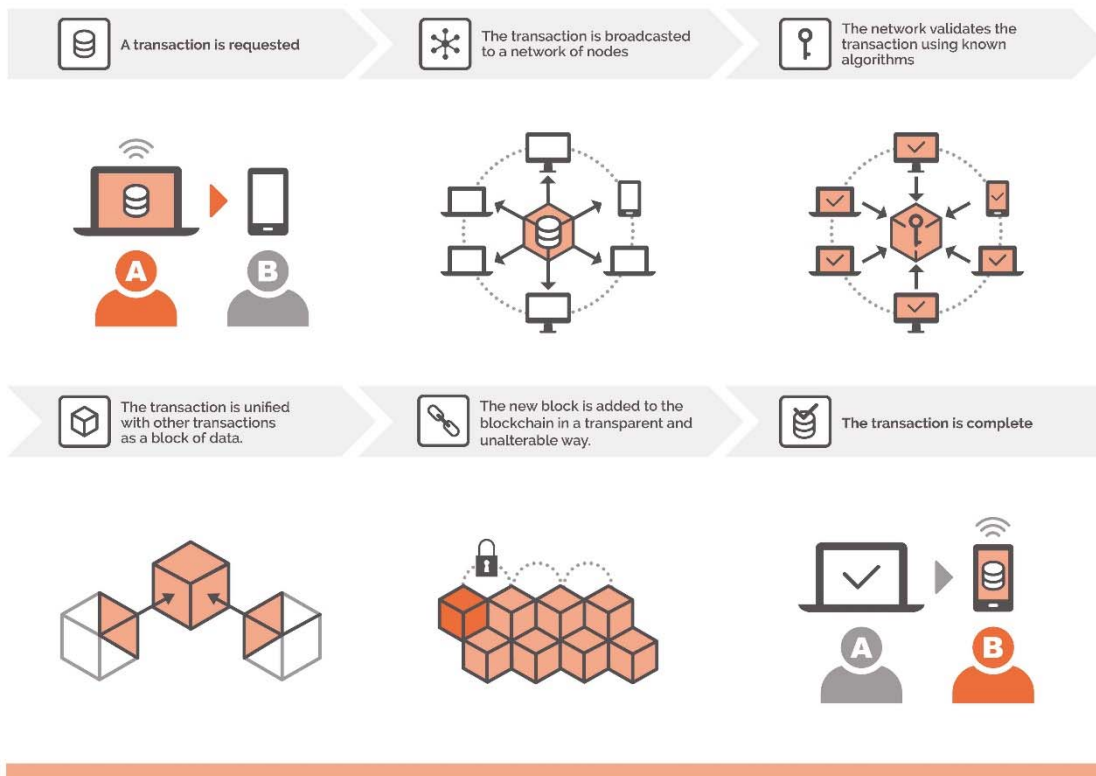 A transaction is requested
The transaction is broadcasted
to a network of nodes
The network validates the
transaction using known
algorithms
A
B
The transaction is unified
with other transactions
as a block of data.
The new block is added to the
blockchain in a transparent and
unalterable way.
The transaction is complete
A
B